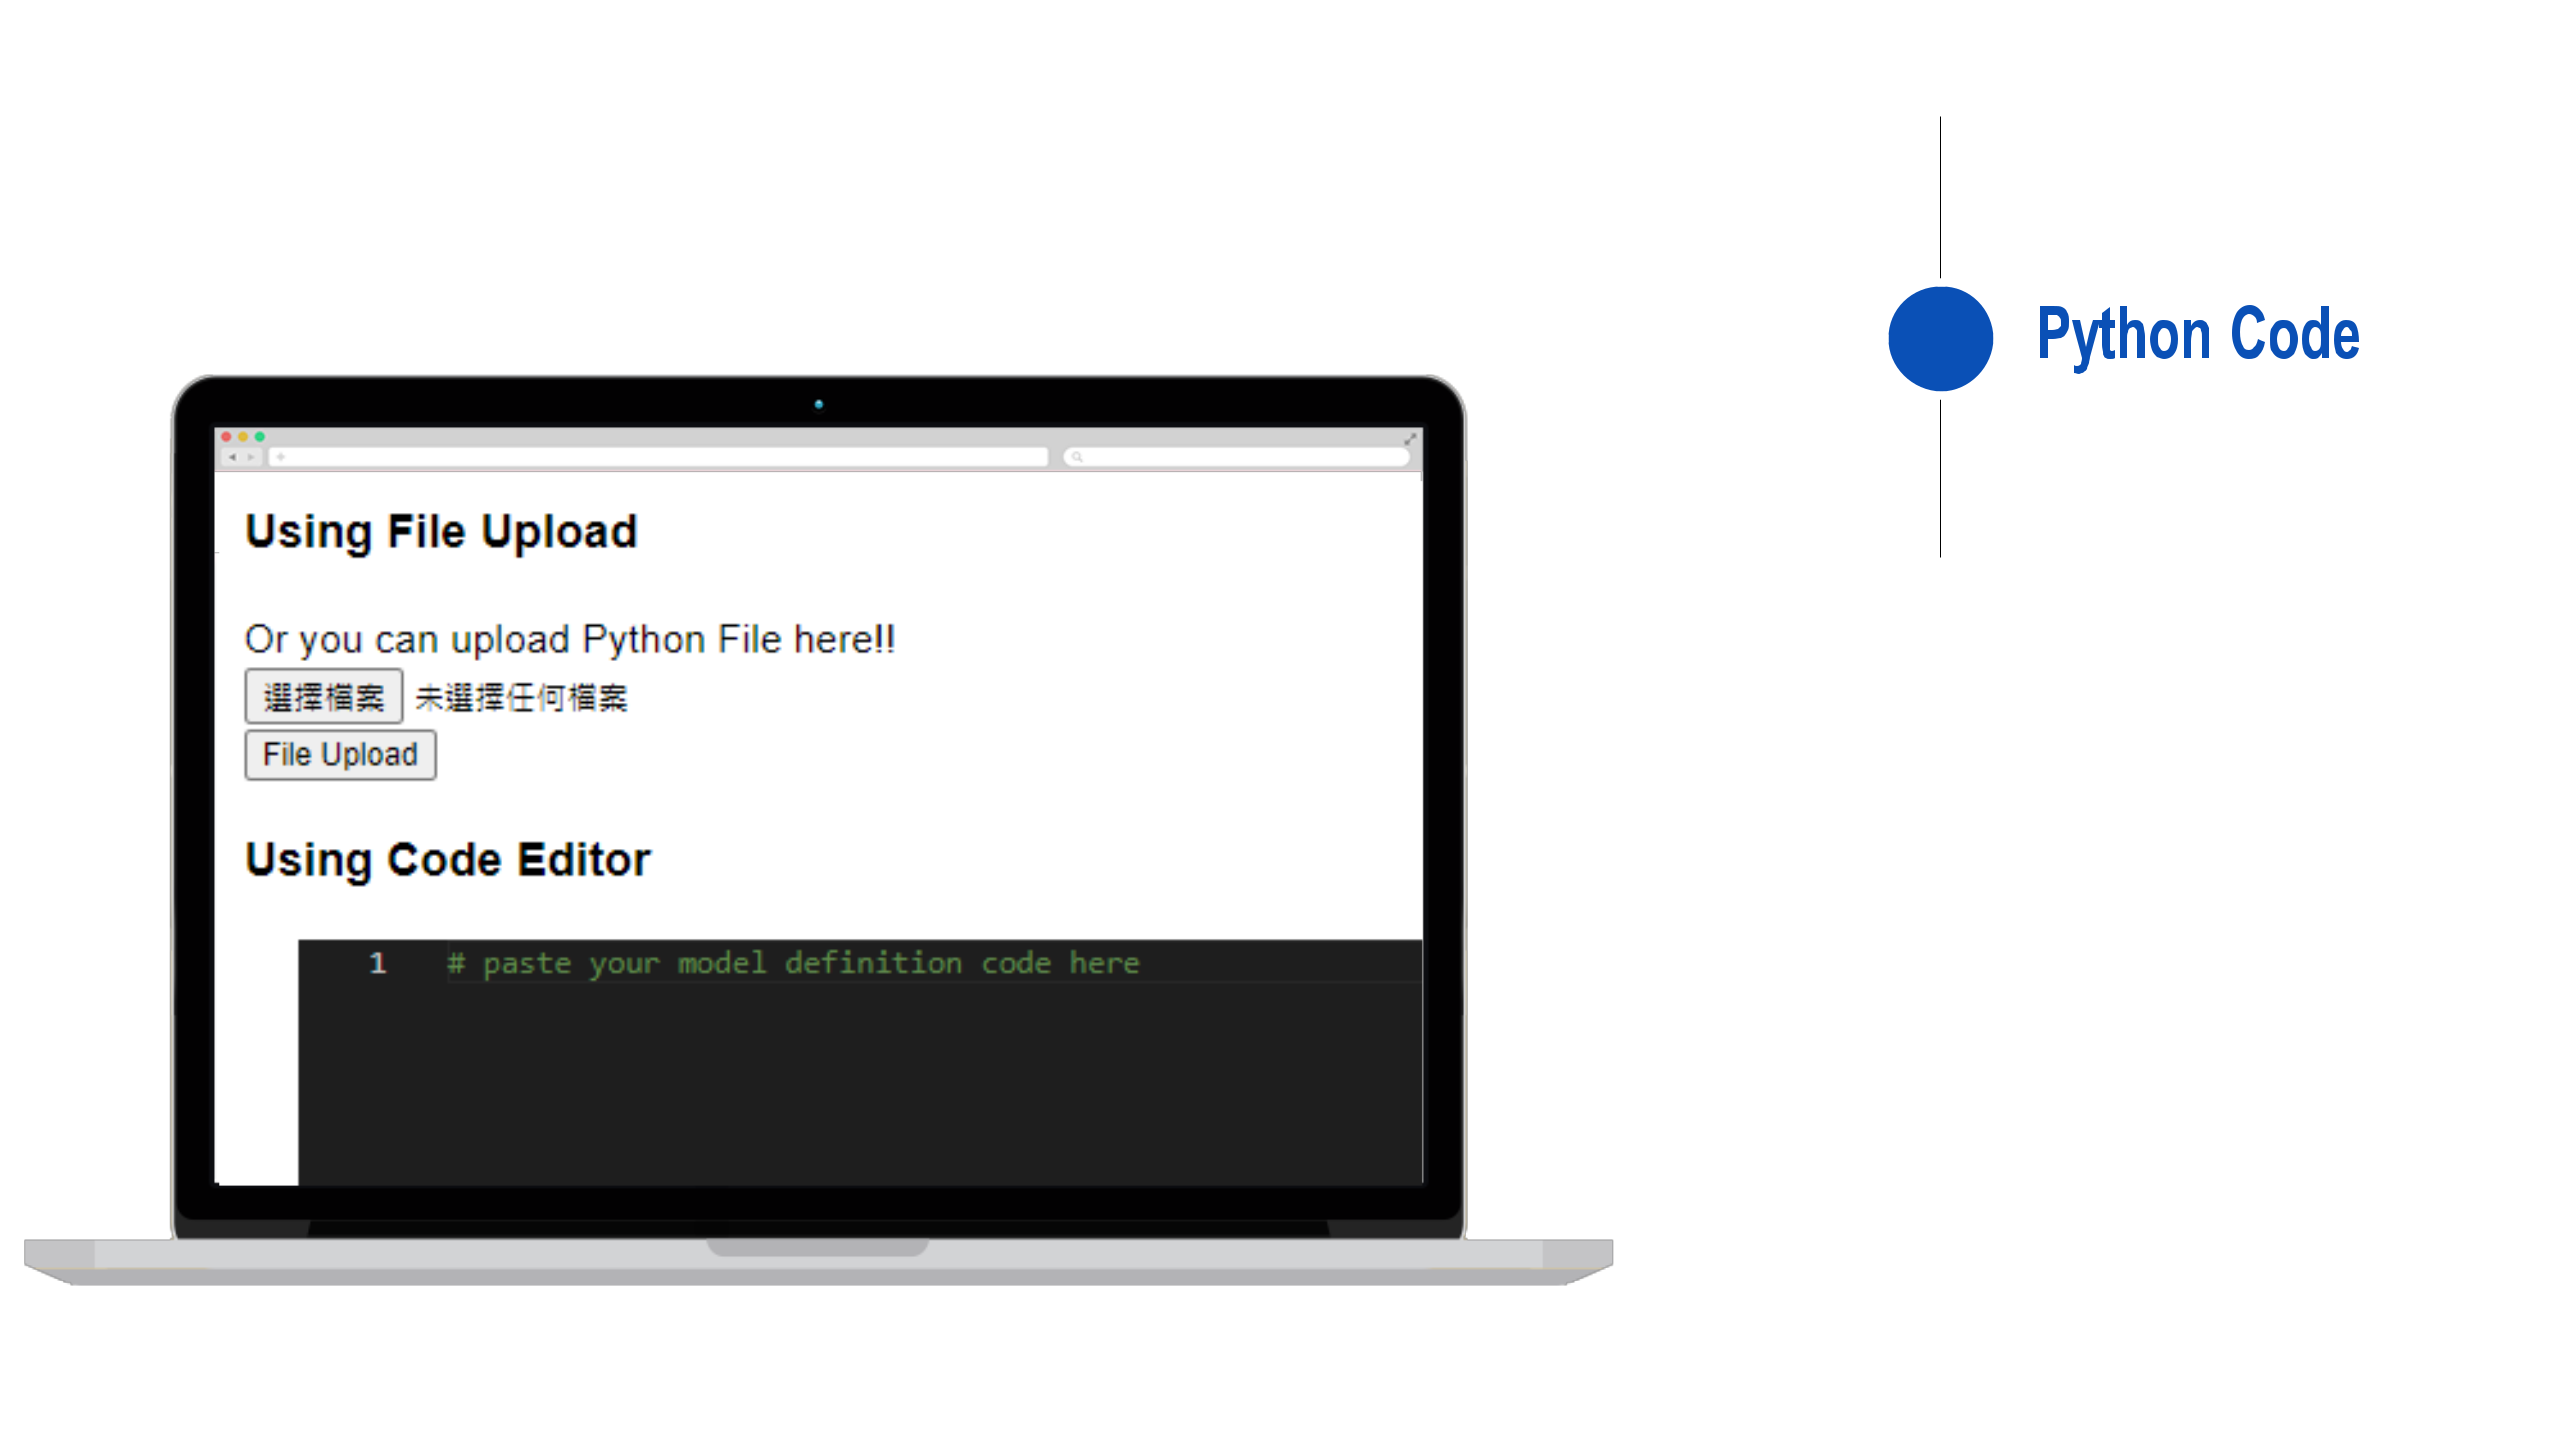 Python Code
Using File Upload
Or you can upload Python File here!!
選擇檔案 未選擇任何檔案
File Upload
Using Code Editor
1 # paste your model definition code here